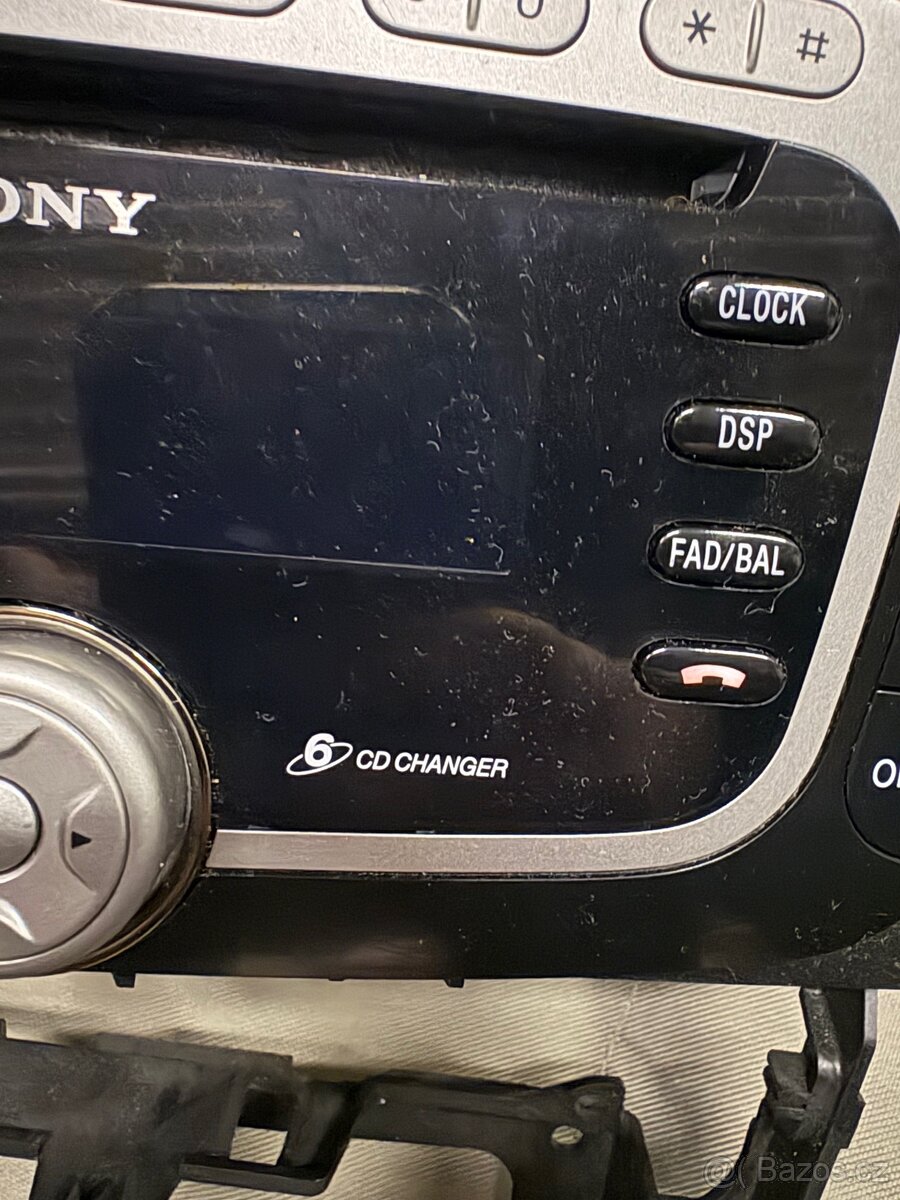 * #
ONY
CLOCK
DSP
FAD/BAL
6 CD CHANGER
@( Bazos.cz